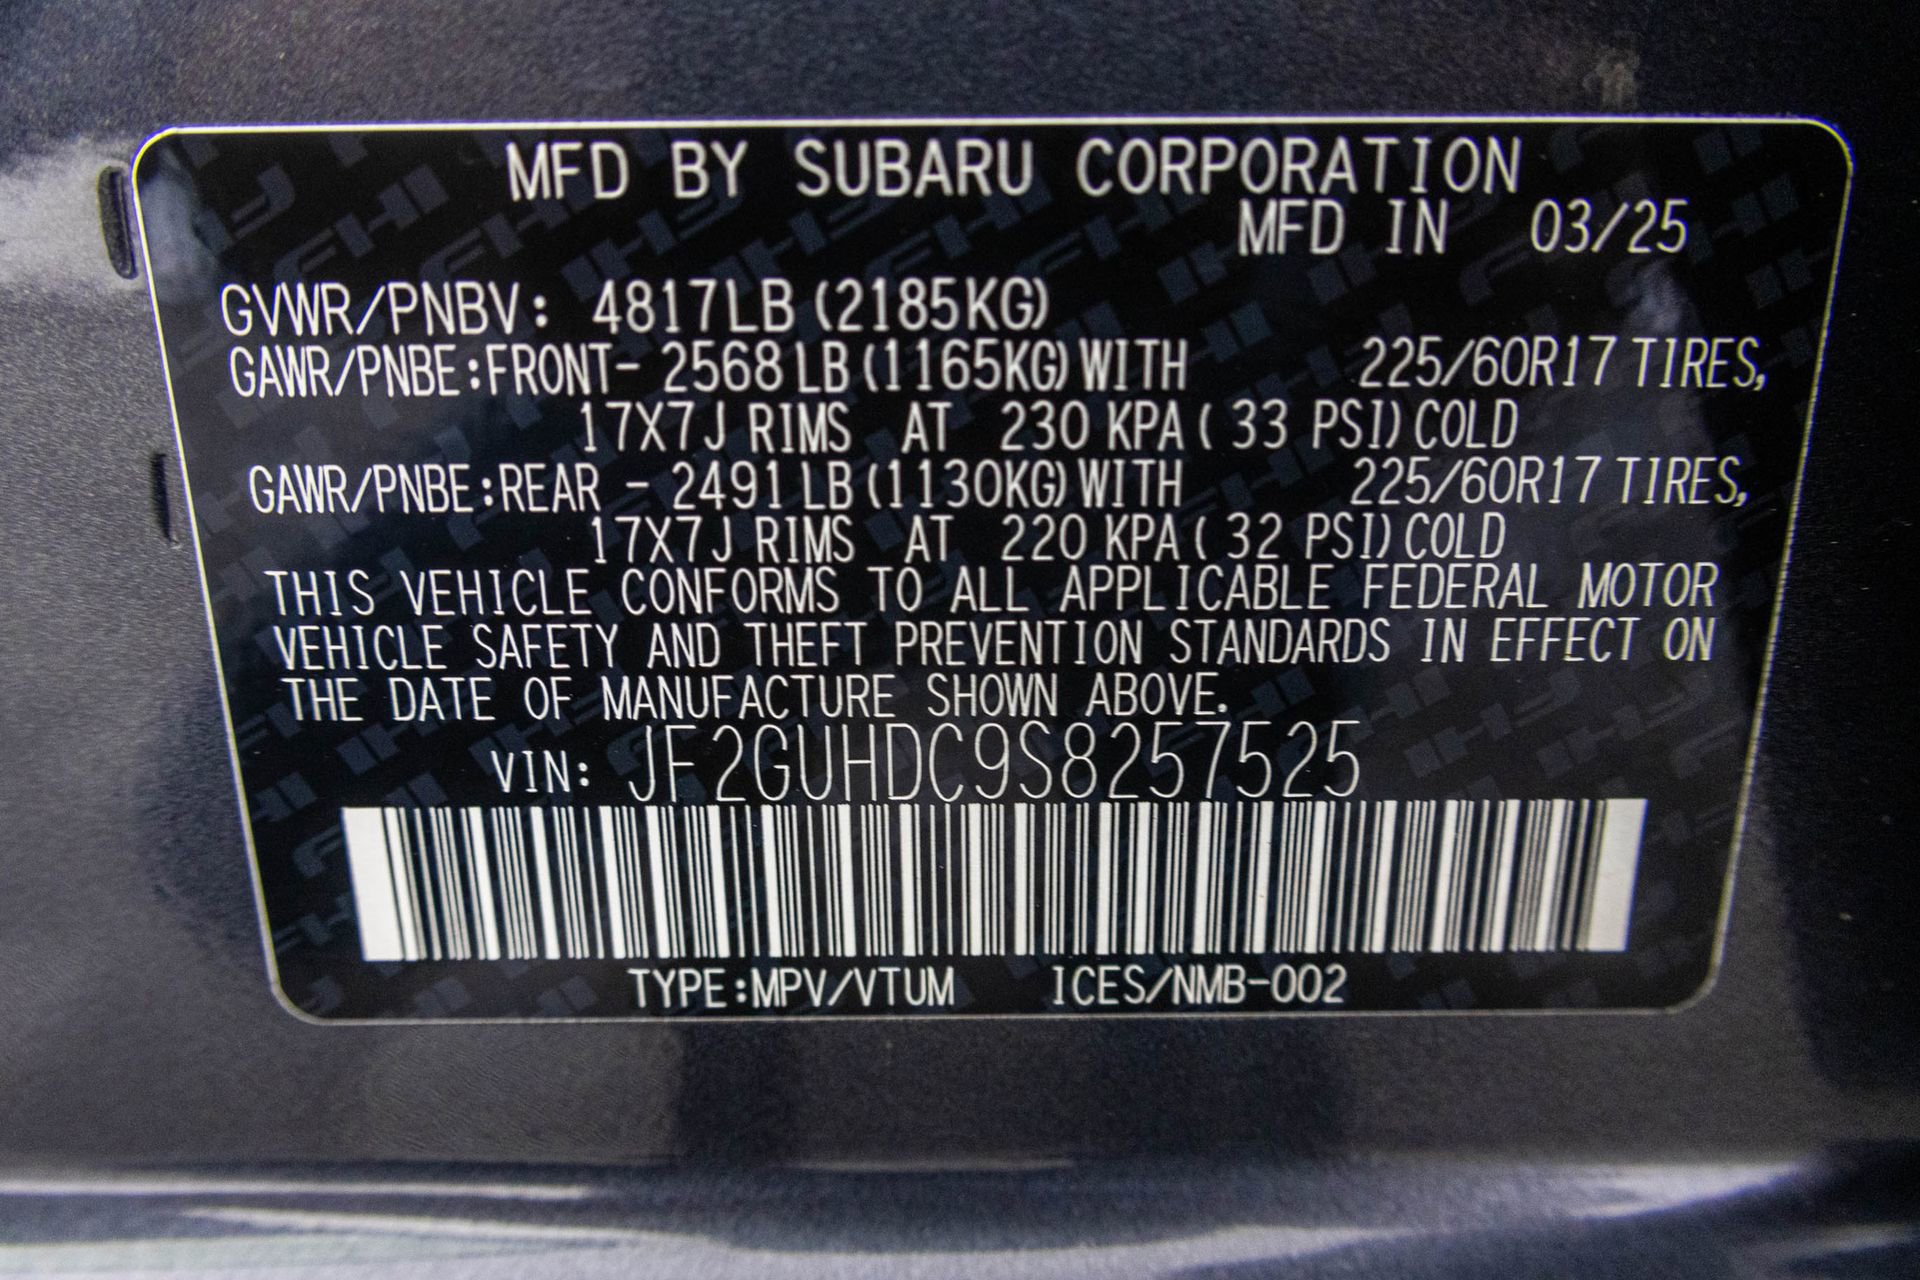 MFD BY SUBARU CORPORATION
MFD IN 03/25
GVWR/PNBV: 4817LB (2185KG)
GAWR/PNBE:FRONT- 2568LB (1165KG) WITH 225/60R17 TIRES,
17X7J RIMS AT 230 KPA ( 33 PSI) COLD
GAWR/PNBE:REAR - 2491LB (1130KG) WITH 225/60R17 TIRES,
17X7J RIMS AT 220 KPA ( 32 PSI) COLD
THIS VEHICLE CONFORMS TO ALL APPLICABLE FEDERAL MOTOR
VEHICLE SAFETY AND THEFT PREVENTION STANDARDS IN EFFECT ON
THE DATE OF MANUFACTURE SHOWN ABOVE.
VIN: JF2GUHDC9S8257525
TYPE:MPV/VTUM ICES/NMB-002